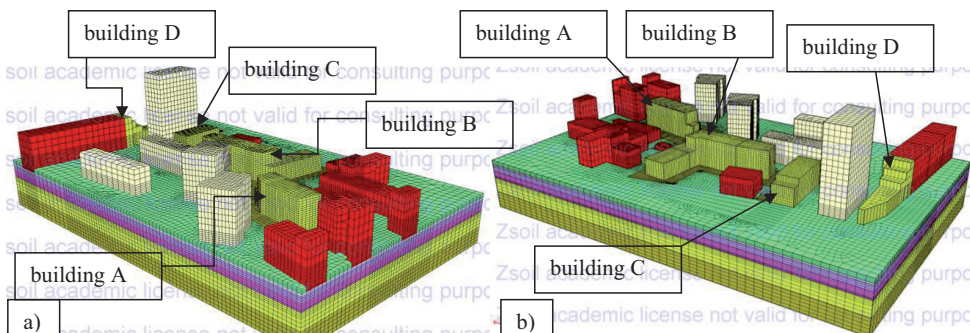 building D
building C
building B
building A
a)
building A
building B
building D
building C
b)
soil academic license not valid for consulting purpo
Zsoil academic license not valid for consulting purpo